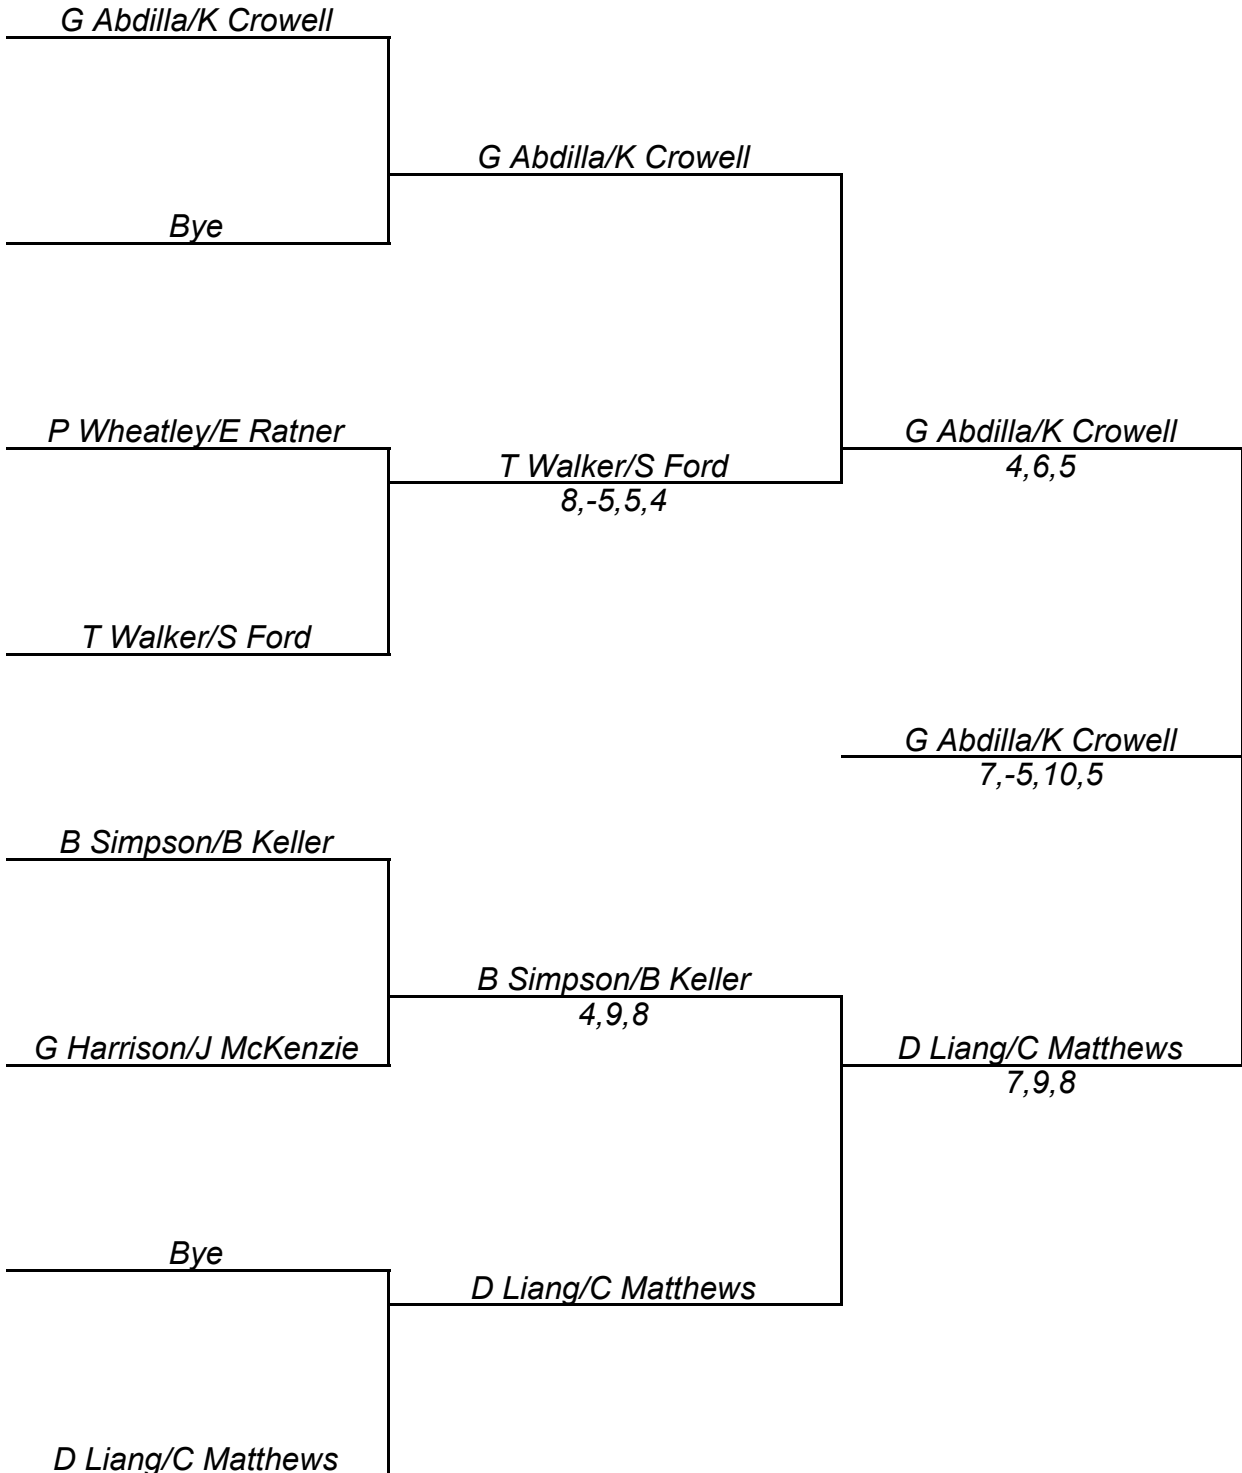 G Abdilla/K Crowell
G Abdilla/K Crowell
Bye
P Wheatley/E Ratner
G Abdilla/K Crowell
T Walker/S Ford
4,6,5
8,-5,5,4
T Walker/S Ford
G Abdilla/K Crowell
7,-5,10,5
B Simpson/B Keller
B Simpson/B Keller
4,9,8
G Harrison/J McKenzie
D Liang/C Matthews
7,9,8
Bye
D Liang/C Matthews
D Liang/C Matthews